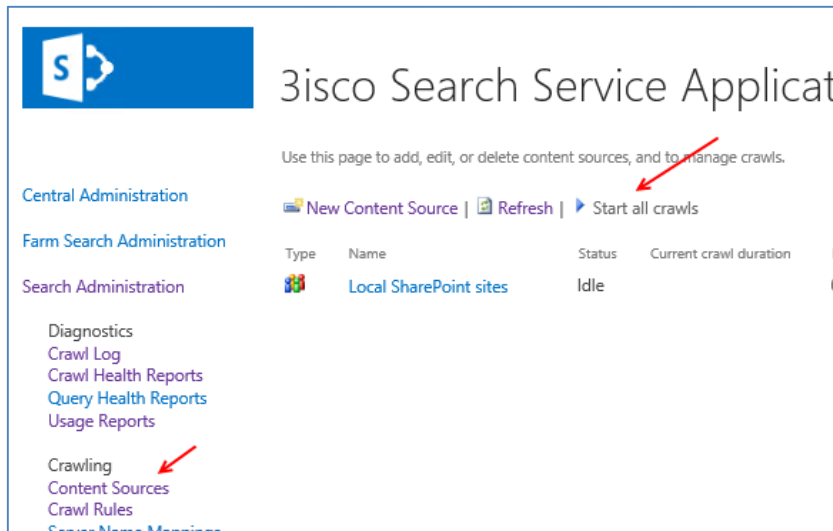 S
3isco Search Service Applicat
Use this page to add, edit, or delete content sources, and to manage crawls.
Central Administration
New Content Source | Refresh | Start all crawls
Farm Search Administration
Type Name Status Current crawl duration
Search Administration
Local SharePoint sites Idle
Diagnostics
Crawl Log
Crawl Health Reports
Query Health Reports
Usage Reports
Crawling
Content Sources
Crawl Rules
Server Name Mappings